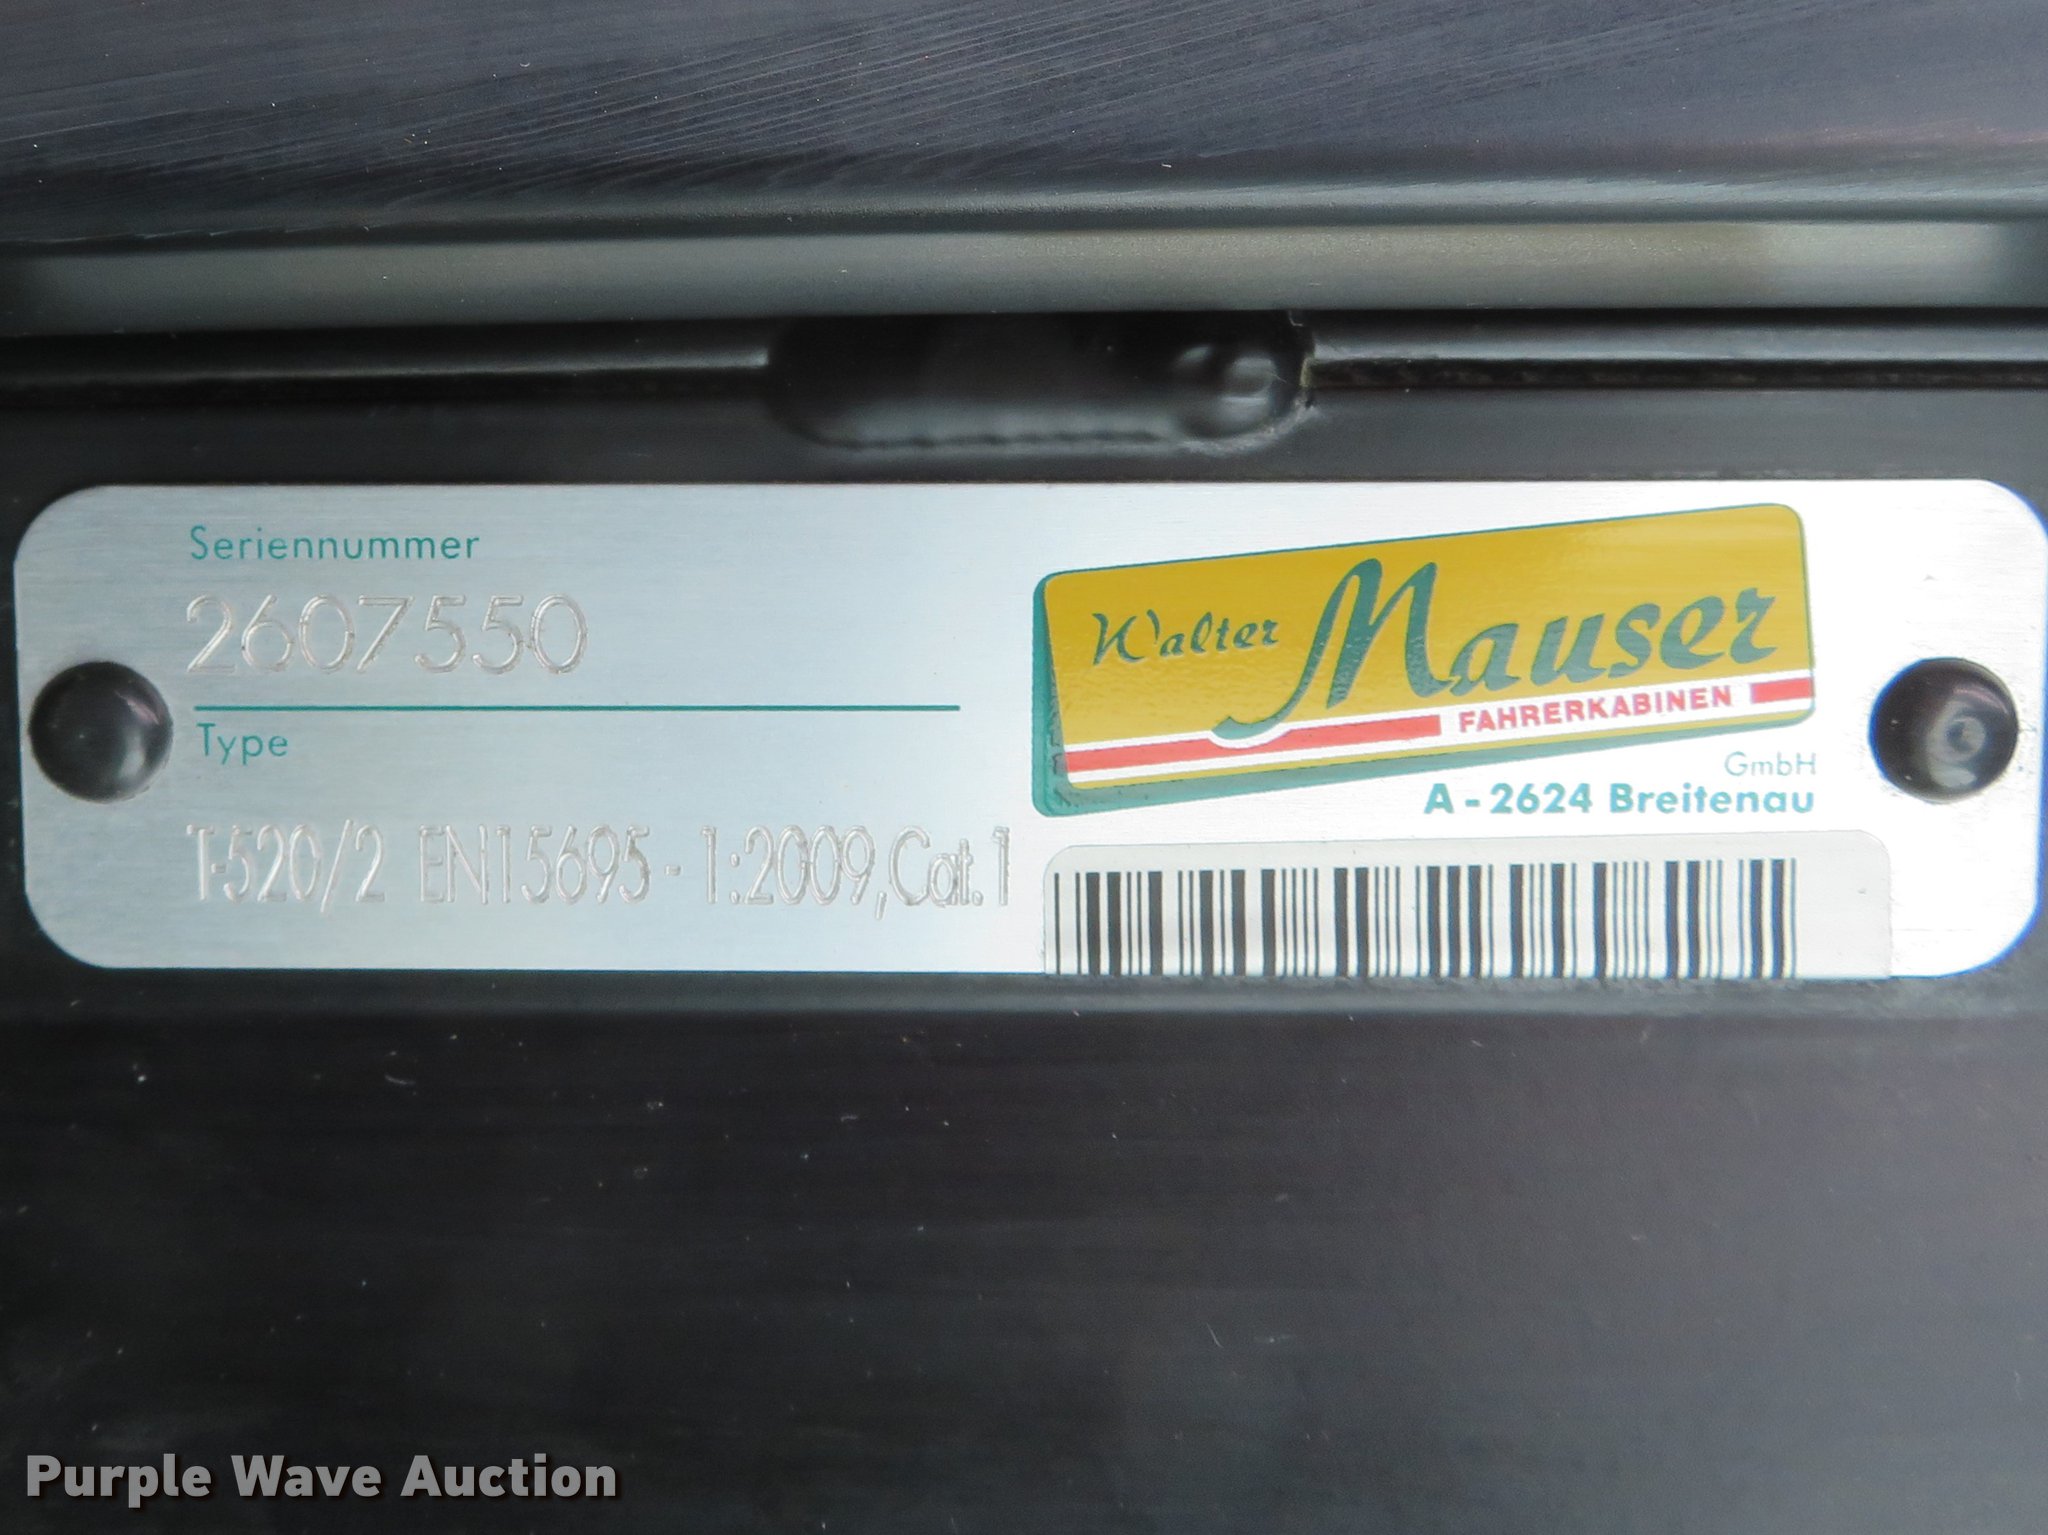 Seriennummer
2607550
Type
T-520/2 EN15695-1:2009,Cat.1
Walter Mauser
FAHRERKABINEN
GmbH
A-2624 Breitenau
Purple Wave Auction